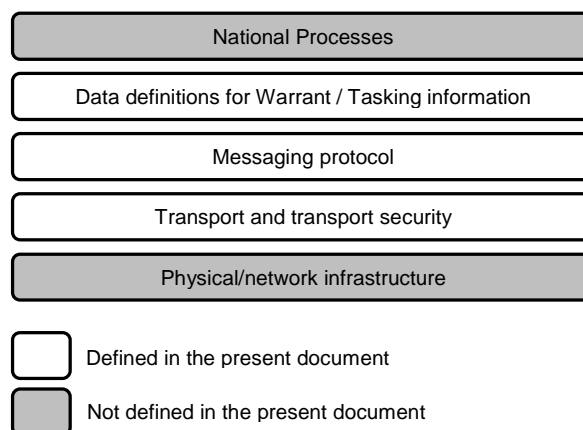 National Processes
Data definitions for Warrant / Tasking information
Messaging protocol
Transport and transport security
Physical/network infrastructure
Defined in the present document
Not defined in the present document